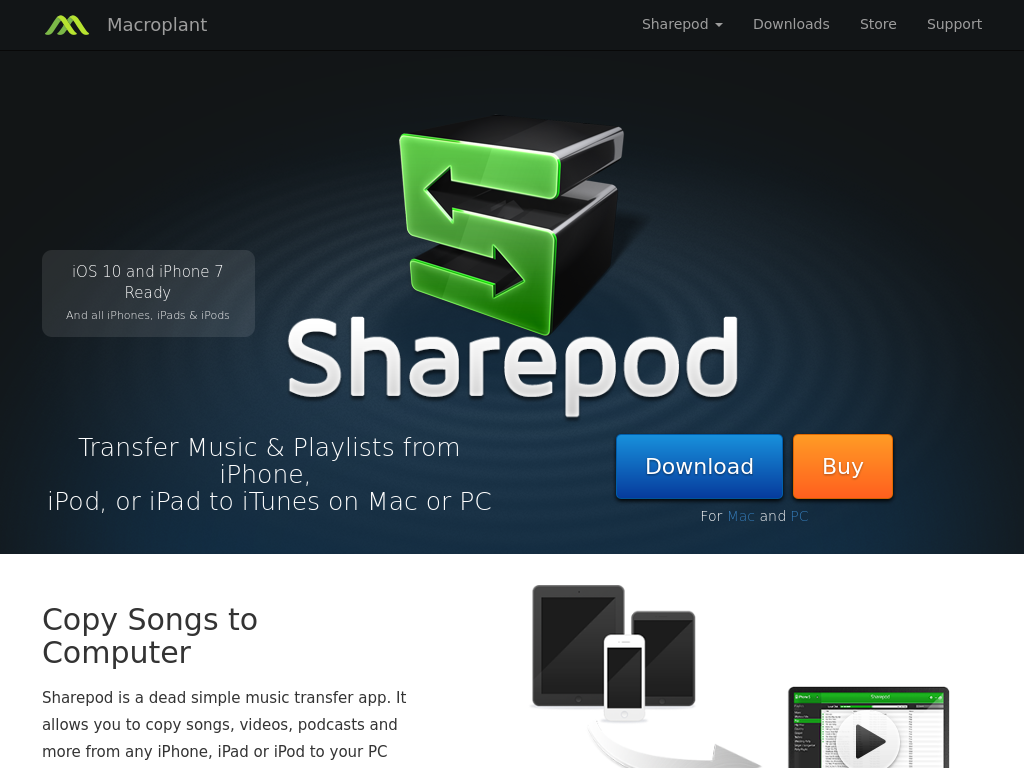 Macroplant
Sharepod
Downloads
Store
Support
iOS 10 and iPhone 7
Ready
And all iPhones, iPads & iPods
Sharepod
Transfer Music & Playlists from
iPhone,
iPod, or iPad to iTunes on Mac or PC
Download
Buy
For Mac and PC
Copy Songs to
Computer
Sharepod is a dead simple music transfer app. It
allows you to copy songs, videos, podcasts and
more from any iPhone, iPad or iPod to your PC
Sharepod